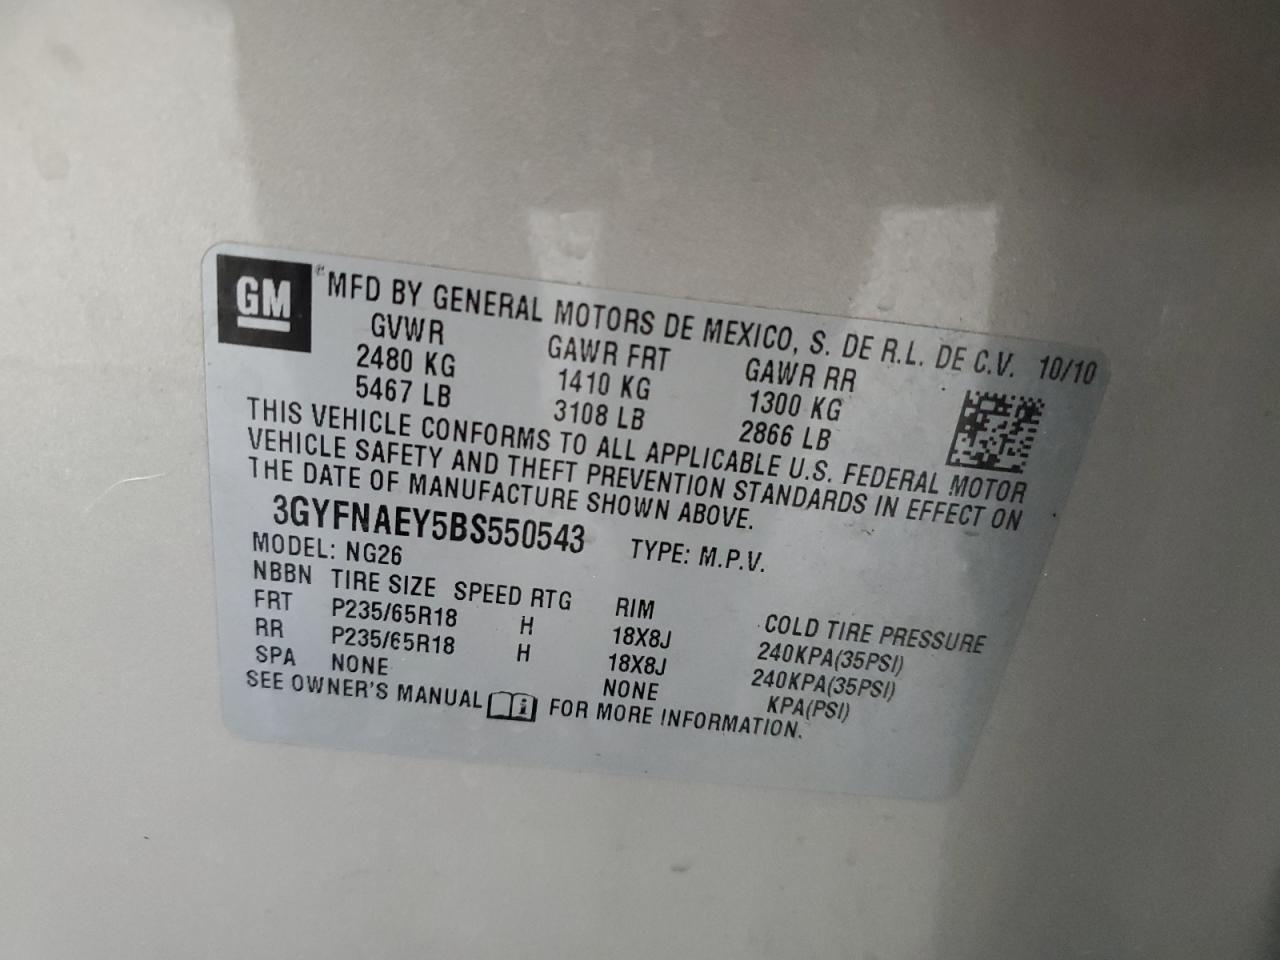 GM ® MFD BY GENERAL MOTORS DE MEXICO, S. DE R.L. DE C.V. 10/10
GVWR GAWR FRT GAWR RR
2480 KG 1410 KG 1300 KG
5467 LB 3108 LB 2866 LB
THIS VEHICLE CONFORMS TO ALL APPLICABLE U.S. FEDERAL MOTOR
VEHICLE SAFETY AND THEFT PREVENTION STANDARDS IN EFFECT ON
THE DATE OF MANUFACTURE SHOWN ABOVE.
3GYFNAEY5BS550543 TYPE: M.P.V.
MODEL: NG26
NBBN TIRE SIZE SPEED RTG RIM COLD TIRE PRESSURE
FRT P235/65R18 H 18X8J 240KPA(35PSI)
RR P235/65R18 H 18X8J 240KPA(35PSI)
SPA NONE NONE KPA(PSI)
SEE OWNER'S MANUAL FOR MORE INFORMATION.